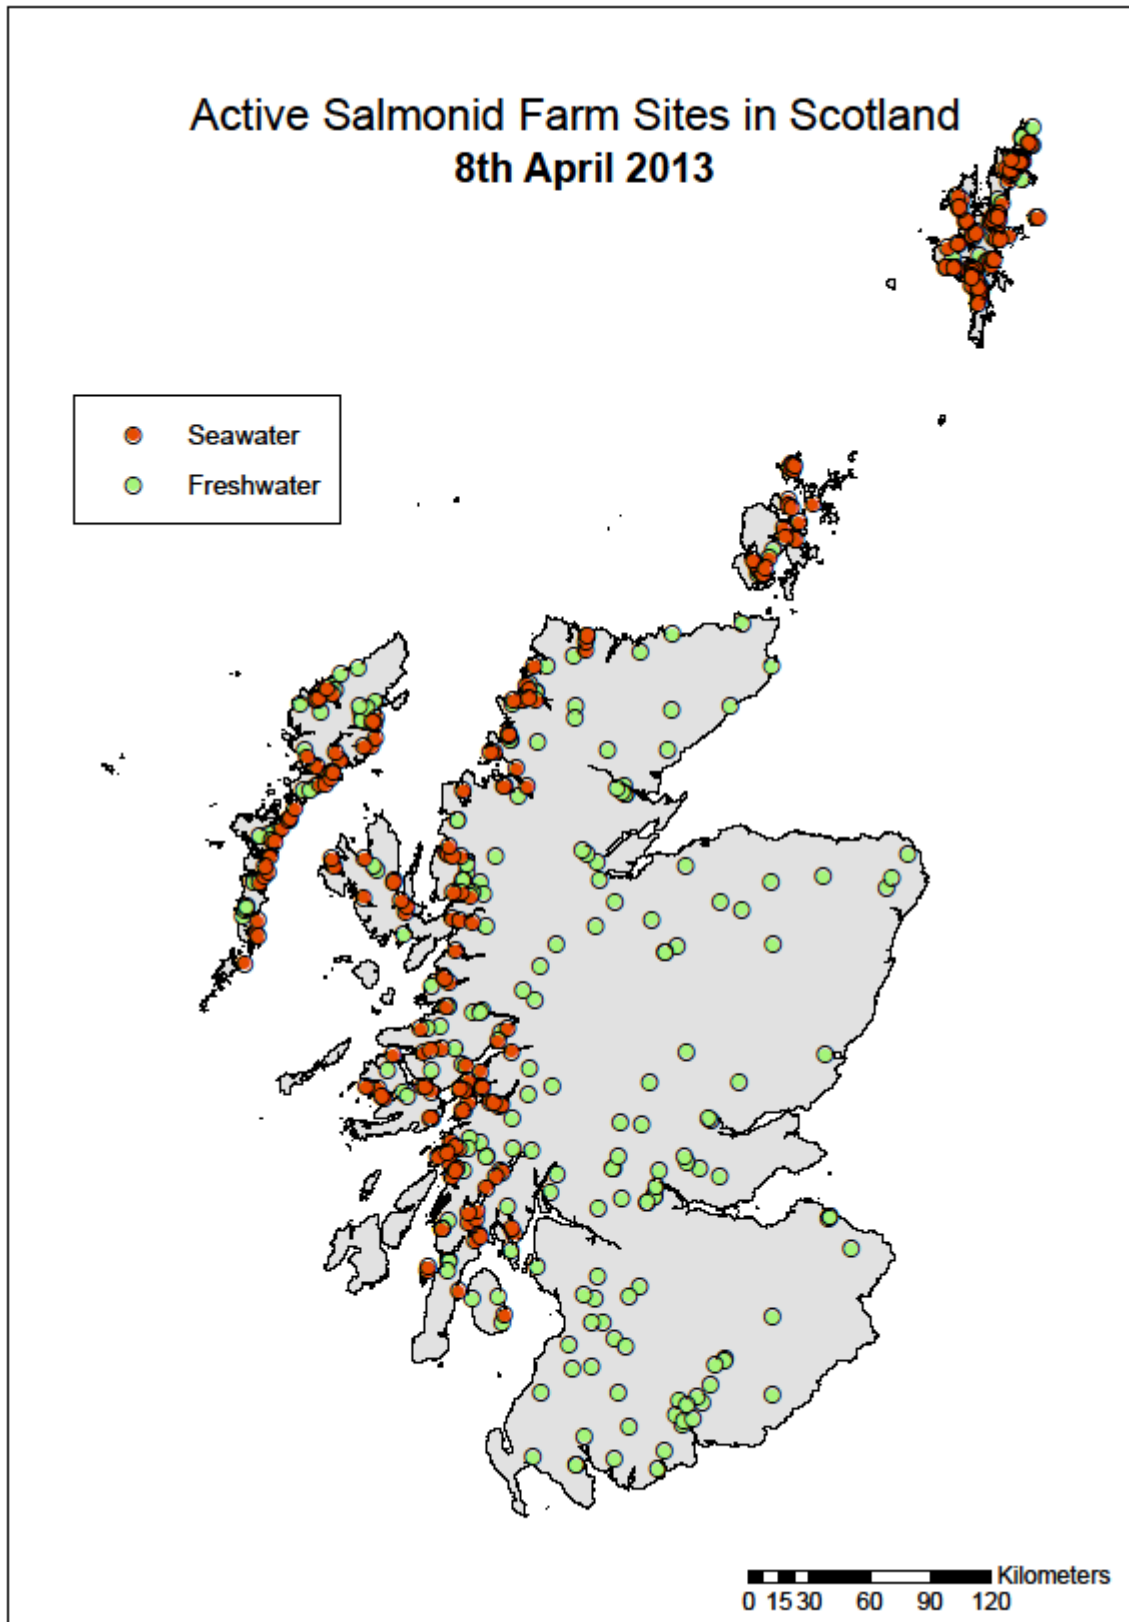 Active Salmonid Farm Sites in Scotland
8th April 2013
Seawater
Freshwater
Kilometers
0 15 30 60 90 120